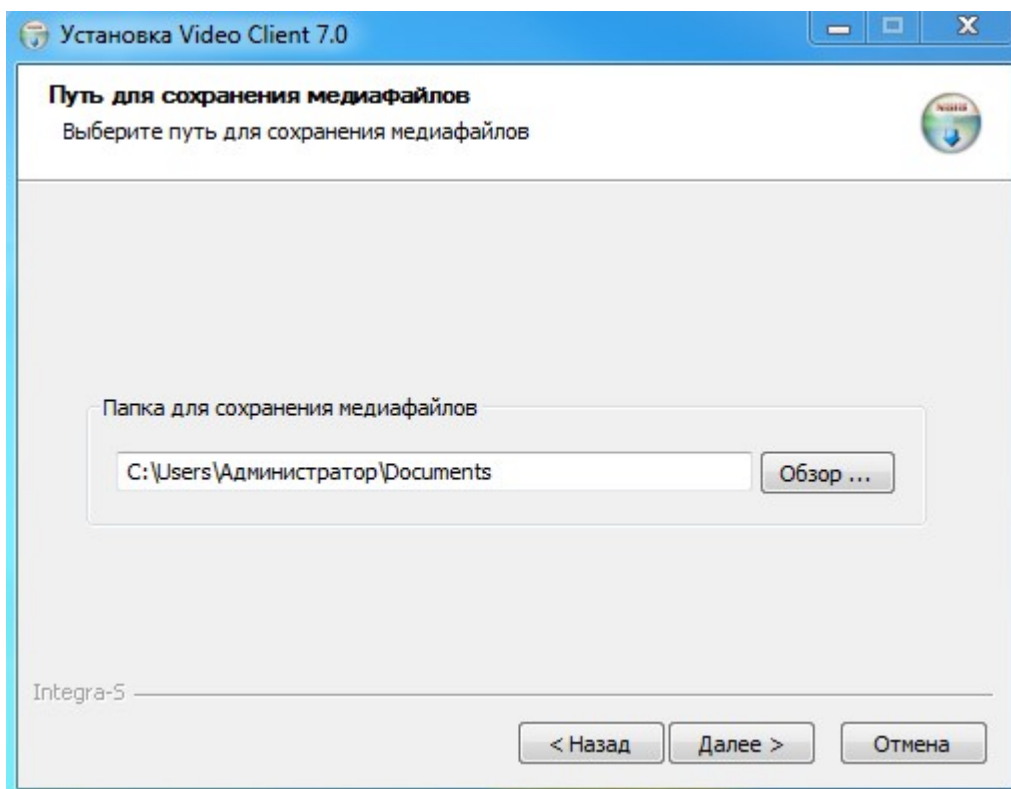 Установка Video Client 7.0
Путь для сохранения медиафайлов
Выберите путь для сохранения медиафайлов
Папка для сохранения медиафайлов
C:\Users\Администратор\Documents
Обзор ...
Integra-S
< Назад
Далее >
Отмена